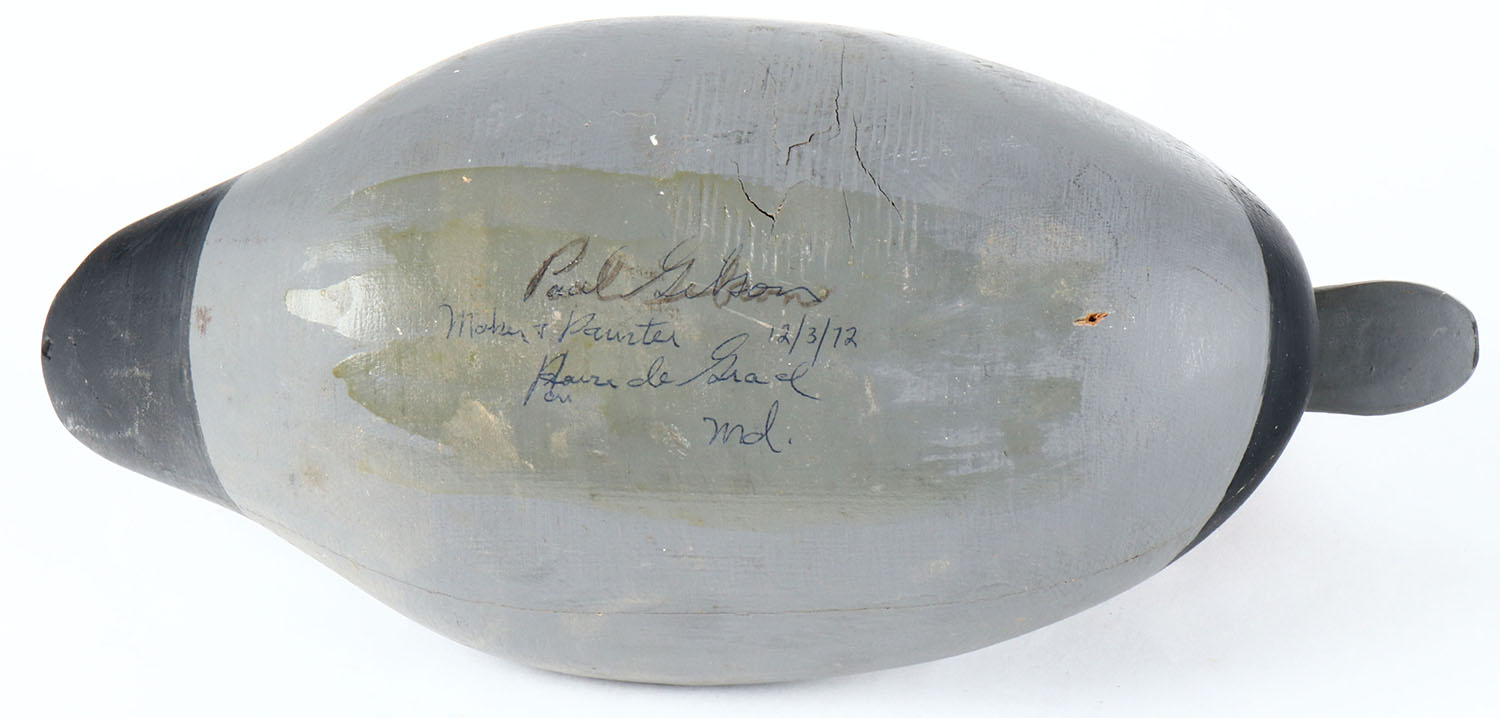 Paul Gibson
Maker & Painter 12/3/72
Havre de Grace
Md.